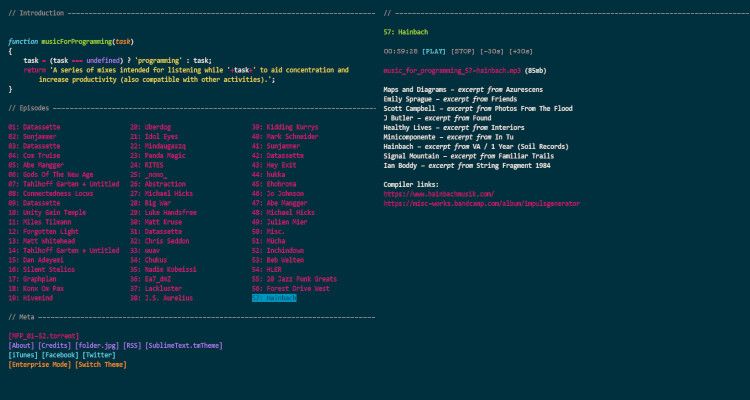 // Introduction
function musicForProgramming(task)
{
task = (task === undefined) ? 'programming' : task;
return 'A series of mixes intended for listening while '+task+' to aid concentration and
increase productivity (also compatible with other activities).';
}
// Episodes
01: Datassette
02: Sunjammer
03: Datassette
04: Com Truise
05: Abe Mangger
06: Gods Of The New Age
07: Tahlhoff Garten + Untitled
08: Connectedness Locus
09: Datassette
10: Unity Gain Temple
11: Miles Tilmann
12: Forgotten Light
13: Matt Whitehead
14: Tahlhoff Garten + Untitled
15: Dan Adeyemi
16: Silent Stelios
17: Graphplan
18: Konx Om Pax
19: Hivemind
20: Uberdog
21: Idol Eyes
22: Mindaugaszq
23: Panda Magic
24: RITES
25: _nono_
26: Abstraction
27: Michael Hicks
28: Big War
29: Luke Handsfree
30: Matt Kruse
31: Datassette
32: Chris Seddon
33: uuav
34: Chukus
35: Nadim Kobeissi
36: Ea7_dmZ
37: Lackluster
38: J.S. Aurelius
39: Kidding Kurrys
40: Mark Schneider
41: Sunjammer
42: Datassette
43: Hey Exit
44: hukka
45: Ehohroma
46: Jo Johnson
47: Abe Mangger
48: Michael Hicks
49: Julien Mier
50: Misc.
51: Mücha
52: Inchindown
53: Beb Welten
54: HLER
55: 20 Jazz Funk Greats
56: Forest Drive West
57: Hainbach
// Meta
[MFP_01-52.torrent]
[About] [Credits] [folder.jpg] [RSS] [SublimeText.tmTheme]
[iTunes] [Facebook] [Twitter]
[Enterprise Mode] [Switch Theme]
//
57: Hainbach
00:59:28 [PLAY] [STOP] [-30s] [+30s]
music_for_programming_57-hainbach.mp3 (85mb)
Maps and Diagrams – excerpt from Azurescens
Emily Sprague – excerpt from Friends
Scott Campbell – excerpt from Photos From The Flood
J Butler – excerpt from Found
Healthy Lives – excerpt from Interiors
Minicomponente – excerpt from In Tu
Hainbach – excerpt from VA / 1 Year (Soil Records)
Signal Mountain – excerpt from Familiar Trails
Ian Boddy – excerpt from String Fragment 1984
Compiler links:
https://www.hainbachmusik.com/
https://misc-works.bandcamp.com/album/impulsgenerator